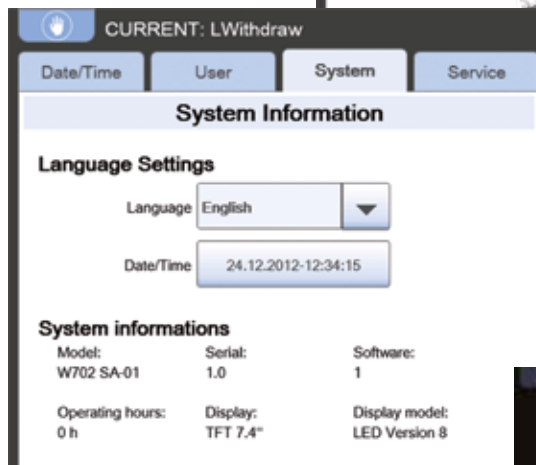 CURRENT: LWithdraw
Date/Time User System Service
System Information
Language Settings
Language English
Date/Time 24.12.2012-12:34:15
System informations
Model: Serial: Software:
W702 SA-01 1.0 1
Operating hours: Display: Display model:
0 h TFT 7.4" LED Version 8